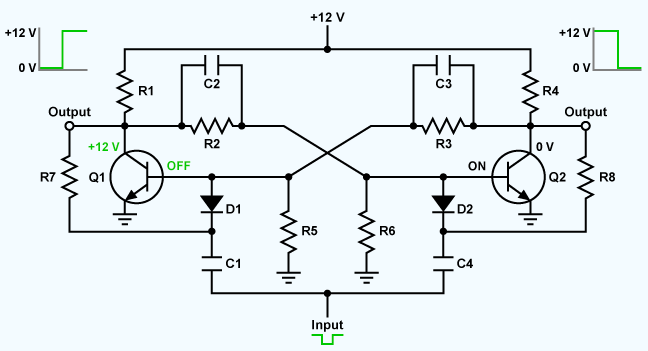 +12 V
+12 V
+12 V
0 V
0 V
C2
C3
R1
R4
Output
Output
R2
R3
+12 V
0 V
OFF
ON
R7
Q1
Q2
R8
D1
D2
R5
R6
C1
C4
Input